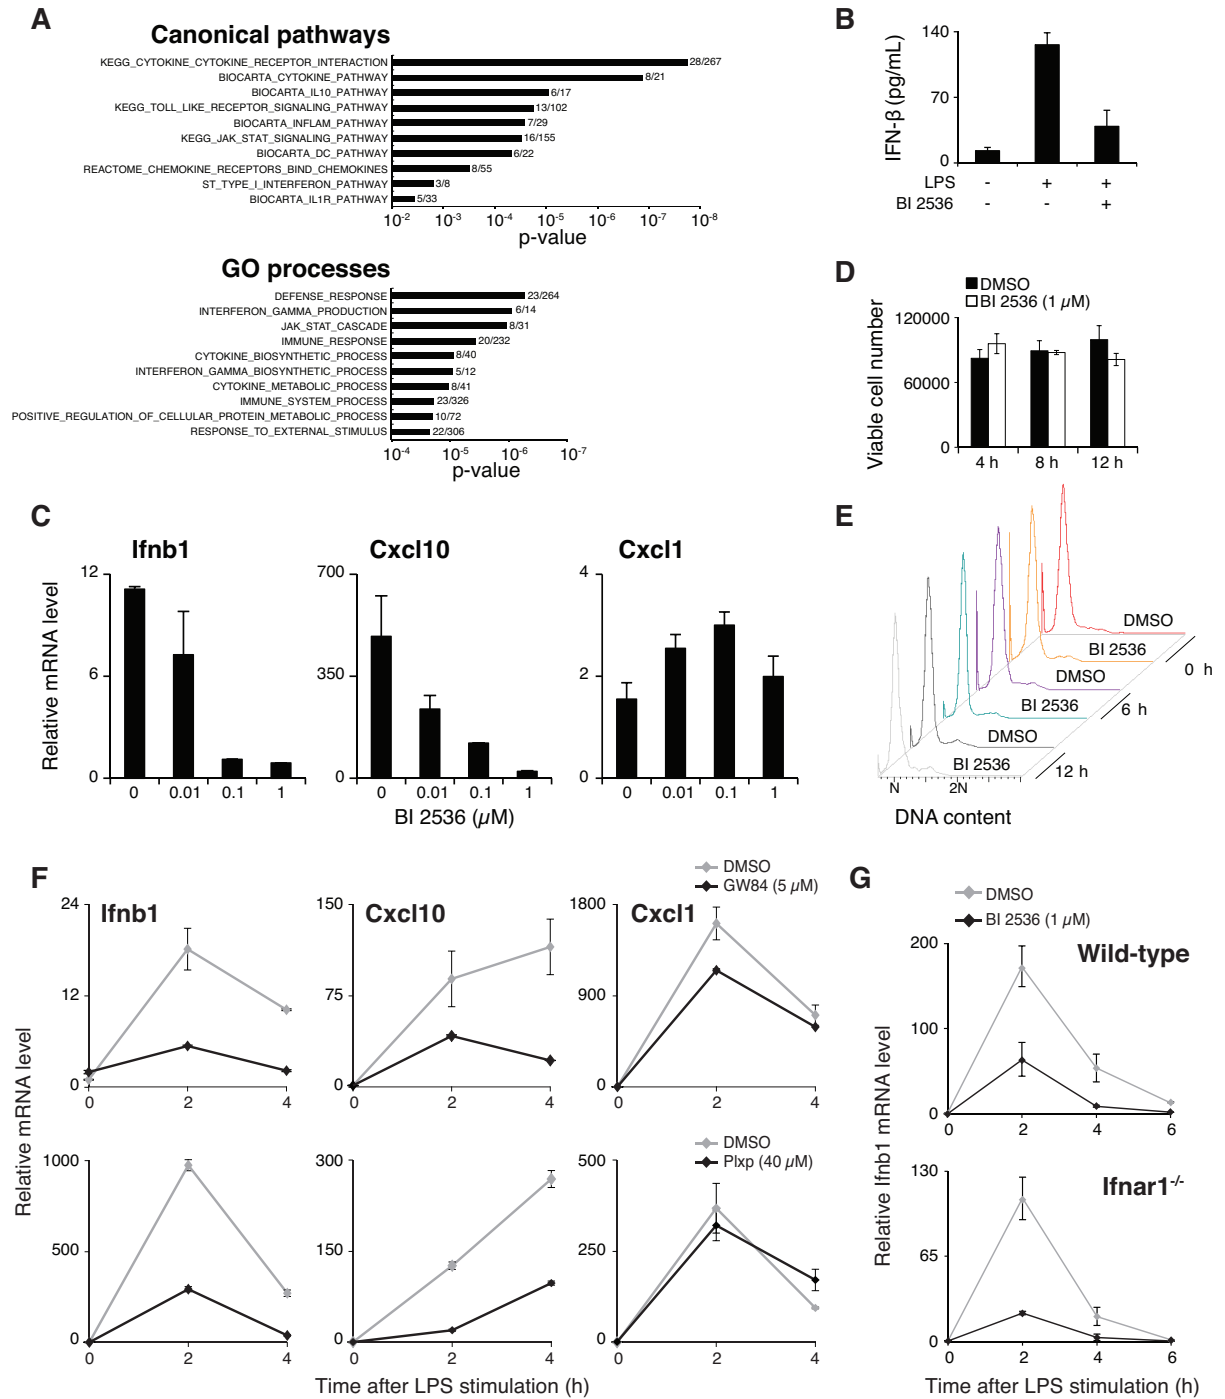 A
Canonical pathways
KEGG_CYTOKINE_CYTOKINE_RECEPTOR_INTERACTION 28/267
BIOCARTA_CYTOKINE_PATHWAY 8/21
BIOCARTA_IL10_PATHWAY 6/17
KEGG_TOLL_LIKE_RECEPTOR_SIGNALING_PATHWAY 13/102
BIOCARTA_INFLAM_PATHWAY 7/29
KEGG_JAK_STAT_SIGNALING_PATHWAY 16/155
BIOCARTA_DC_PATHWAY 6/22
REACTOME_CHEMOKINE_RECEPTORS_BIND_CHEMOKINES 8/55
ST_TYPE_I_INTERFERON_PATHWAY 3/8
BIOCARTA_IL1R_PATHWAY 5/33
10-2 10-3 10-4 10-5 10-6 10-7 10-8
p-value
GO processes
DEFENSE_RESPONSE 23/264
INTERFERON_GAMMA_PRODUCTION 6/14
JAK_STAT_CASCADE 8/31
IMMUNE_RESPONSE 20/232
CYTOKINE_BIOSYNTHETIC_PROCESS 8/40
INTERFERON_GAMMA_BIOSYNTHETIC_PROCESS 5/12
CYTOKINE_METABOLIC_PROCESS 8/41
IMMUNE_SYSTEM_PROCESS 23/326
POSITIVE_REGULATION_OF_CELLULAR_PROTEIN_METABOLIC_PROCESS 10/72
RESPONSE_TO_EXTERNAL_STIMULUS 22/306
10-4 10-5 10-6 10-7
p-value
B
IFN-β (pg/mL)
140
70
0
LPS - + +
BI 2536 - - +
C
Relative mRNA level
Ifnb1
12
6
0
0 0.01 0.1 1
Cxcl10
700
350
0
0 0.01 0.1 1
Cxcl1
4
2
0
0 0.01 0.1 1
BI 2536 (µM)
D
DMSO
BI 2536 (1 µM)
Viable cell number
120000
60000
0
4 h 8 h 12 h
E
DMSO
BI 2536
0 h
DMSO
BI 2536
6 h
DMSO
BI 2536
12 h
N 2N
DNA content
F
DMSO
GW84 (5 µM)
Relative mRNA level
Ifnb1
24
12
0
0 2 4
Cxcl10
150
75
0
0 2 4
Cxcl1
1800
900
0
0 2 4
DMSO
Plxp (40 µM)
1000
500
0
0 2 4
300
150
0
0 2 4
500
250
0
0 2 4
Time after LPS stimulation (h)
G
DMSO
BI 2536 (1 µM)
Relative Ifnb1 mRNA level
Wild-type
200
100
0
0 2 4 6
Ifnar1-/-
130
65
0
0 2 4 6
Time after LPS stimulation (h)